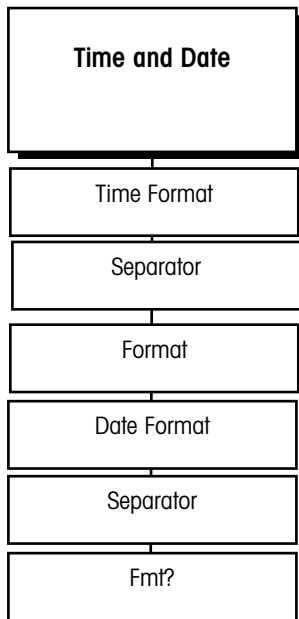 Time and Date
Time Format
Separator
Format
Date Format
Separator
Fmt?